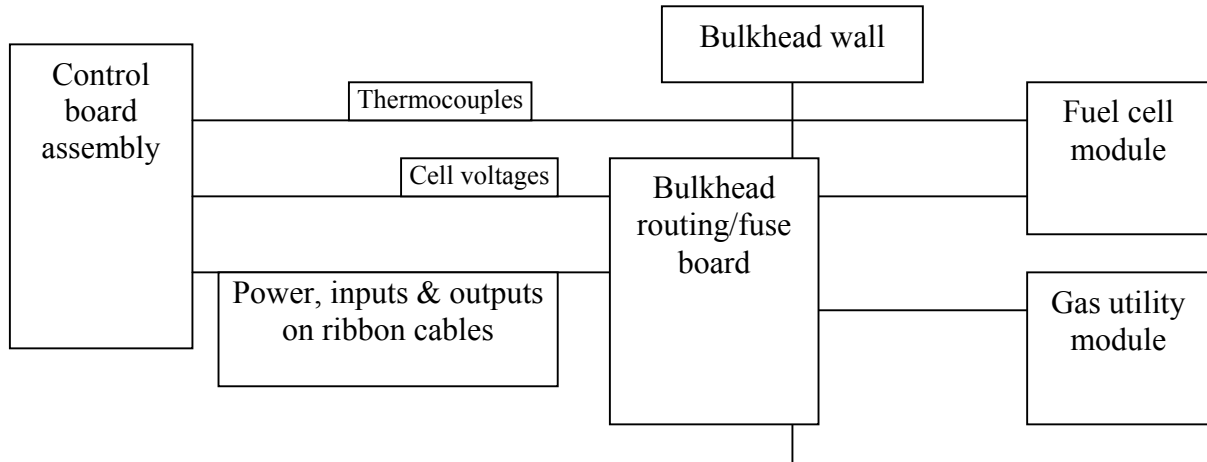 Bulkhead wall
Control
board
assembly
Thermocouples
Fuel cell
module
Cell voltages
Bulkhead
routing/fuse
board
Power, inputs & outputs
on ribbon cables
Gas utility
module